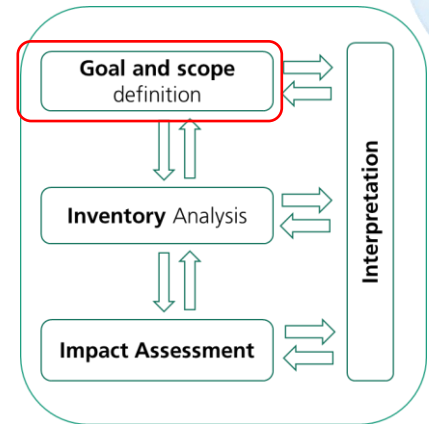 Goal and scope
definition
Inventory Analysis
Impact Assessment
Interpretation